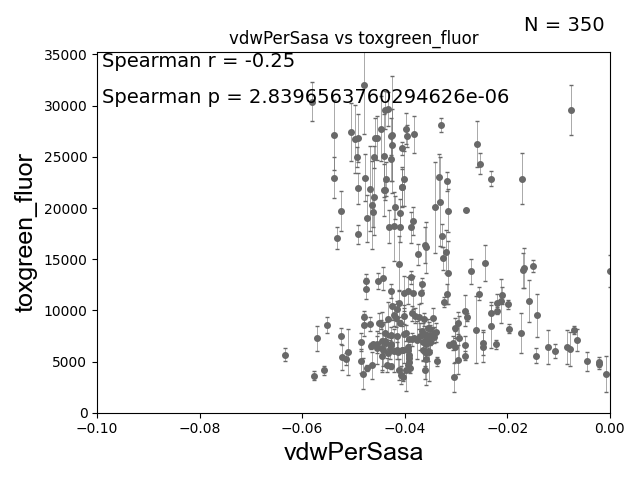 N = 350
vdwPerSasa vs toxgreen_fluor
Spearman r = -0.25
Spearman p = 2.8396563760294626e-06
35000
30000
25000
20000
15000
10000
5000
0
toxgreen_fluor
−0.10 −0.08 −0.06 −0.04 −0.02 0.00
vdwPerSasa